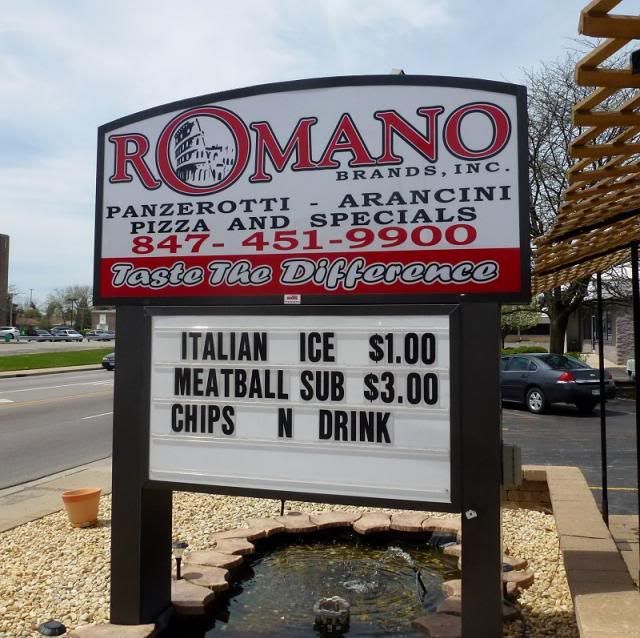 ROMANO
BRANDS, INC.
PANZEROTTI - ARANCINI
PIZZA AND SPECIALS
847- 451-9900
Taste The Difference
ITALIAN ICE $1.00
MEATBALL SUB $3.00
CHIPS N DRINK